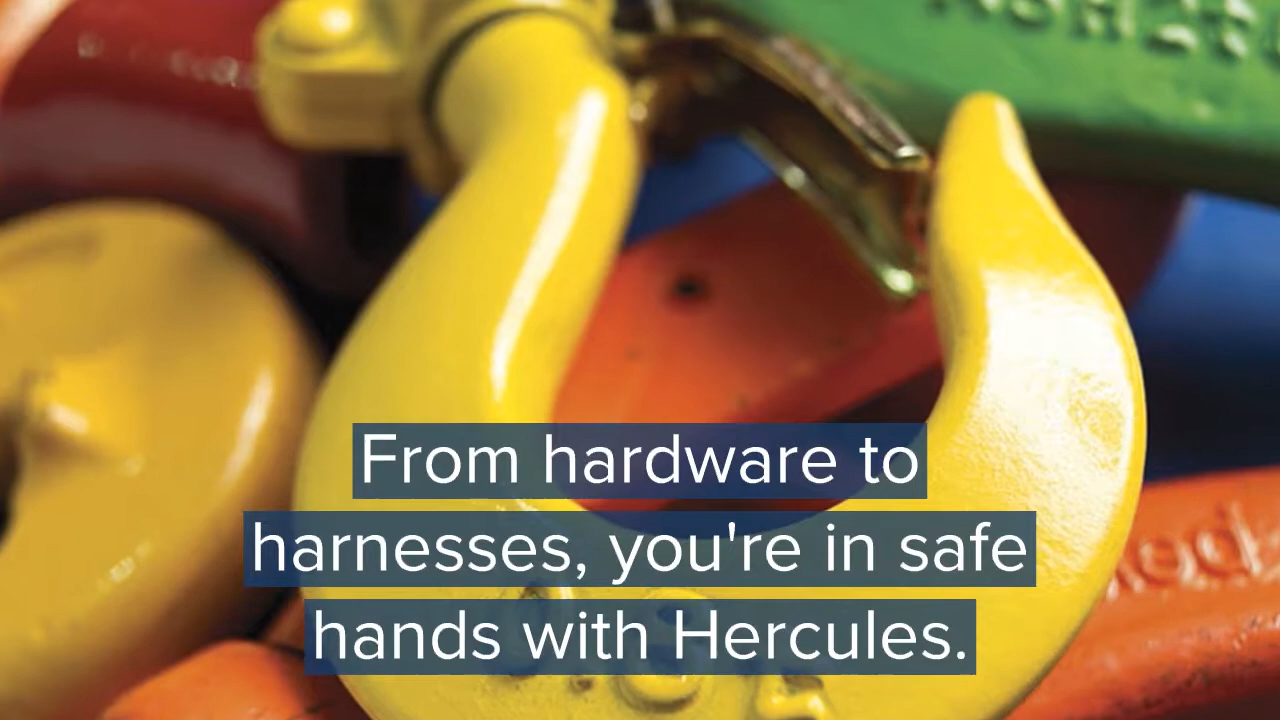 From hardware to
harnesses, you're in safe
hands with Hercules.